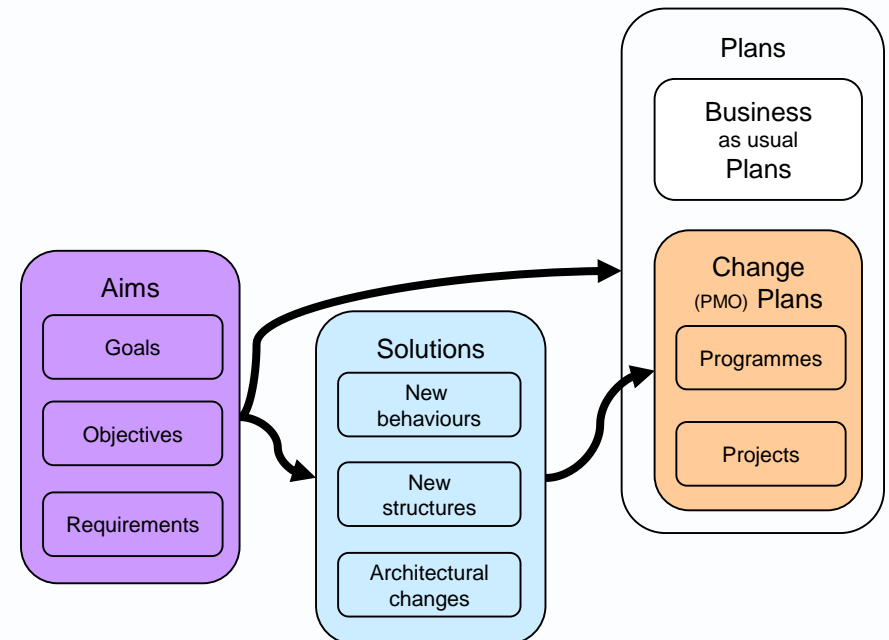 Plans
Business
as usual
Plans
Change
(PMO) Plans
Programmes
Projects
Aims
Goals
Objectives
Requirements
Solutions
New
behaviours
New
structures
Architectural
changes